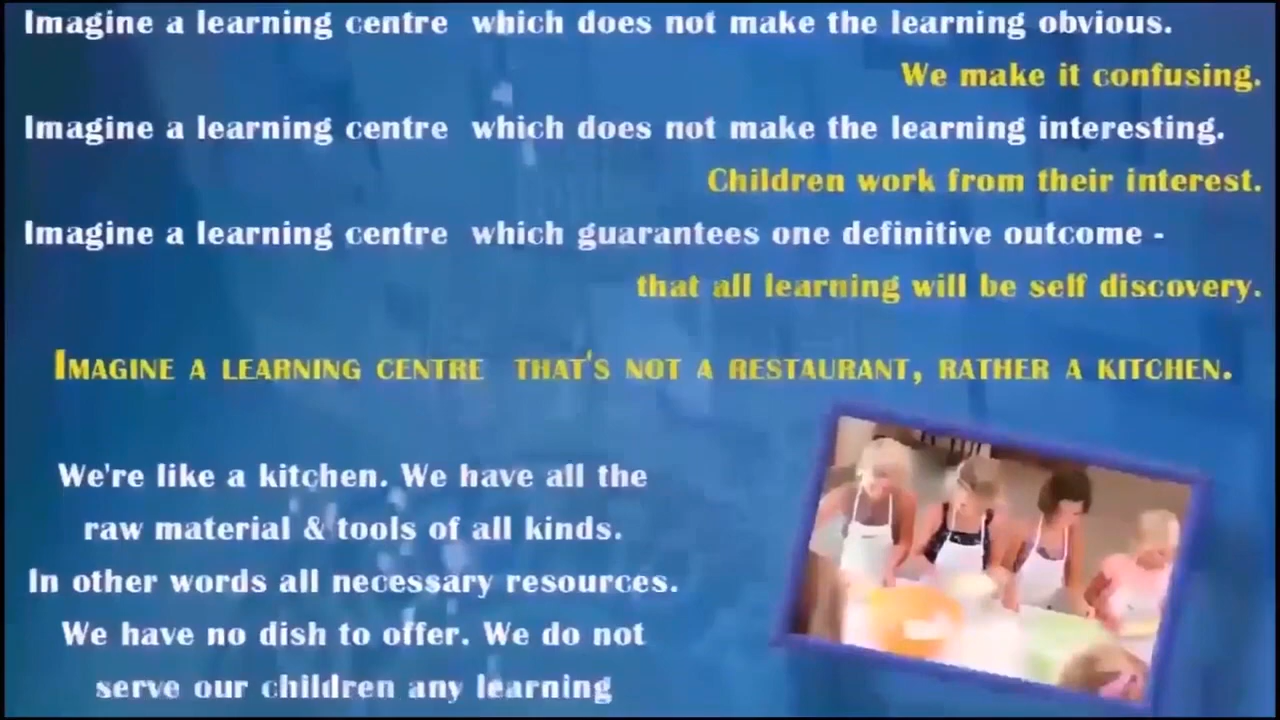 Imagine a learning centre which does not make the learning obvious.
We make it confusing.
Imagine a learning centre which does not make the learning interesting.
Children work from their interest.
Imagine a learning centre which guarantees one definitive outcome -
that all learning will be self discovery.
IMAGINE A LEARNING CENTRE THAT'S NOT A RESTAURANT, RATHER A KITCHEN.
We're like a kitchen. We have all the
raw material & tools of all kinds.
In other words all necessary resources.
We have no dish to offer. We do not
serve our children any learning